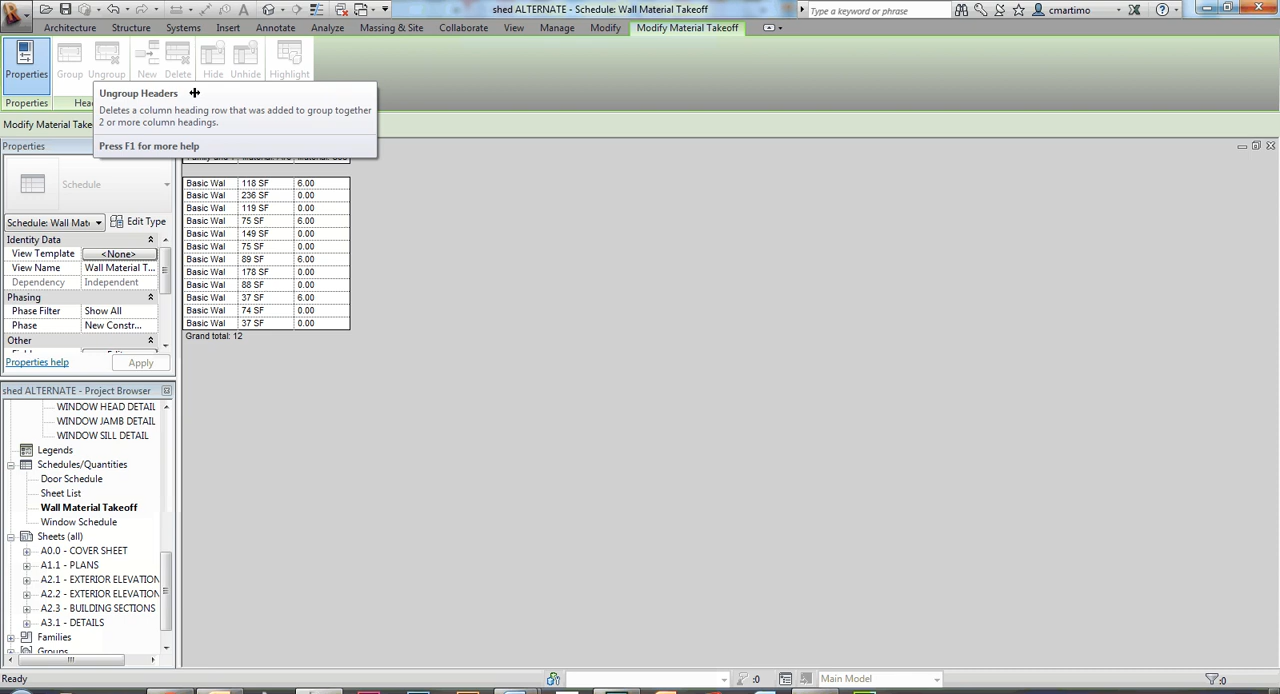 shed ALTERNATE - Schedule: Wall Material Takeoff
Type a keyword or phrase
cmartimo
Architecture Structure Systems Insert Annotate Analyze Massing & Site Collaborate View Manage Modify Modify Material Takeoff
Properties Group Ungroup New Delete Hide Unhide Highlight
Properties
Ungroup Headers
Deletes a column heading row that was added to group together
2 or more column headings.
Press F1 for more help
Properties
Schedule
Schedule: Wall Mat
Edit Type
Identity Data
View Template <None>
View Name Wall Material T...
Dependency Independent
Phasing
Phase Filter Show All
Phase New Constr...
Other
Properties help Apply
Basic Wal 118 SF 6.00
Basic Wal 236 SF 0.00
Basic Wal 119 SF 0.00
Basic Wal 75 SF 6.00
Basic Wal 149 SF 0.00
Basic Wal 75 SF 0.00
Basic Wal 89 SF 6.00
Basic Wal 178 SF 0.00
Basic Wal 88 SF 0.00
Basic Wal 37 SF 6.00
Basic Wal 74 SF 0.00
Basic Wal 37 SF 0.00
Grand total: 12
shed ALTERNATE - Project Browser
WINDOW HEAD DETAIL
WINDOW JAMB DETAIL
WINDOW SILL DETAIL
Legends
Schedules/Quantities
Door Schedule
Sheet List
Wall Material Takeoff
Window Schedule
Sheets (all)
A0.0 - COVER SHEET
A1.1 - PLANS
A2.1 - EXTERIOR ELEVATION
A2.2 - EXTERIOR ELEVATION
A2.3 - BUILDING SECTIONS
A3.1 - DETAILS
Families
Ready
:0
Main Model
:0